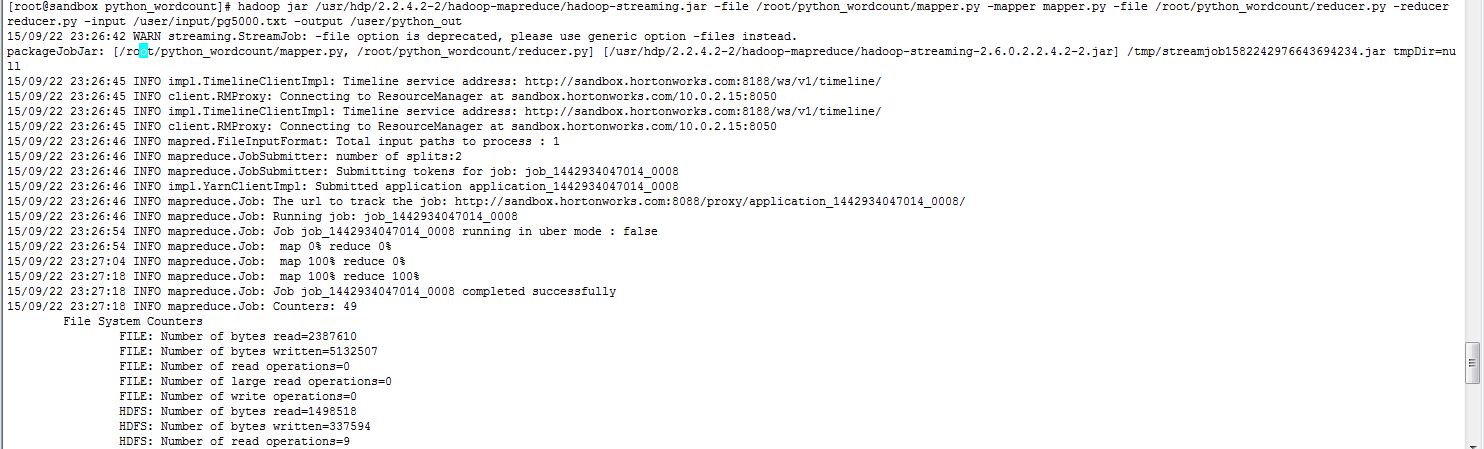 [root@sandbox python_wordcount]# hadoop jar /usr/hdp/2.2.4.2-2/hadoop-mapreduce/hadoop-streaming.jar -file /root/python_wordcount/mapper.py -mapper mapper.py -file /root/python_wordcount/reducer.py -reducer
reducer.py -input /user/input/pg5000.txt -output /user/python_out
15/09/22 23:26:42 WARN streaming.StreamJob: -file option is deprecated, please use generic option -files instead.
packageJobJar: [/root/python_wordcount/mapper.py, /root/python_wordcount/reducer.py] [/usr/hdp/2.2.4.2-2/hadoop-mapreduce/hadoop-streaming-2.6.0.2.2.4.2-2.jar] /tmp/streamjob1582242976643694234.jar tmpDir=nu
ll
15/09/22 23:26:45 INFO impl.TimelineClientImpl: Timeline service address: http://sandbox.hortonworks.com:8188/ws/v1/timeline/
15/09/22 23:26:45 INFO client.RMProxy: Connecting to ResourceManager at sandbox.hortonworks.com/10.0.2.15:8050
15/09/22 23:26:45 INFO impl.TimelineClientImpl: Timeline service address: http://sandbox.hortonworks.com:8188/ws/v1/timeline/
15/09/22 23:26:45 INFO client.RMProxy: Connecting to ResourceManager at sandbox.hortonworks.com/10.0.2.15:8050
15/09/22 23:26:46 INFO mapred.FileInputFormat: Total input paths to process : 1
15/09/22 23:26:46 INFO mapreduce.JobSubmitter: number of splits:2
15/09/22 23:26:46 INFO mapreduce.JobSubmitter: Submitting tokens for job: job_1442934047014_0008
15/09/22 23:26:46 INFO impl.YarnClientImpl: Submitted application application_1442934047014_0008
15/09/22 23:26:46 INFO mapreduce.Job: The url to track the job: http://sandbox.hortonworks.com:8088/proxy/application_1442934047014_0008/
15/09/22 23:26:46 INFO mapreduce.Job: Running job: job_1442934047014_0008
15/09/22 23:26:54 INFO mapreduce.Job: Job job_1442934047014_0008 running in uber mode : false
15/09/22 23:26:54 INFO mapreduce.Job:  map 0% reduce 0%
15/09/22 23:27:04 INFO mapreduce.Job:  map 100% reduce 0%
15/09/22 23:27:18 INFO mapreduce.Job:  map 100% reduce 100%
15/09/22 23:27:18 INFO mapreduce.Job: Job job_1442934047014_0008 completed successfully
15/09/22 23:27:18 INFO mapreduce.Job: Counters: 49
File System Counters
FILE: Number of bytes read=2387610
FILE: Number of bytes written=5132507
FILE: Number of read operations=0
FILE: Number of large read operations=0
FILE: Number of write operations=0
HDFS: Number of bytes read=1498518
HDFS: Number of bytes written=337594
HDFS: Number of read operations=9